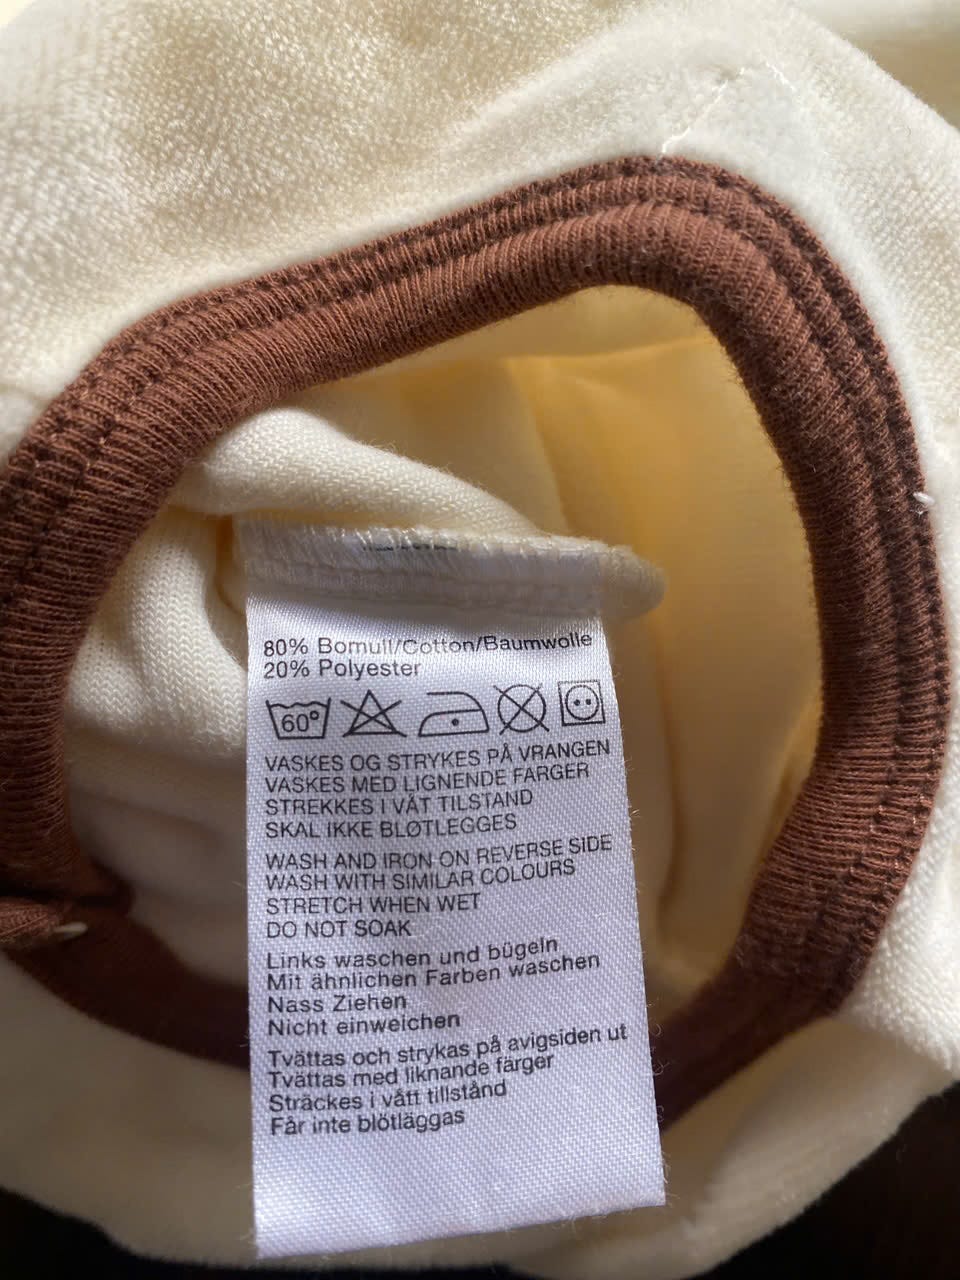 80% Bomull/Cotton/Baumwolle
20% Polyester
60°
VASKES OG STRYKES PÅ VRANGEN
VASKES MED LIGNENDE FARGER
STREKKES I VÅT TILSTAND
SKAL IKKE BLØTLEGGES
WASH AND IRON ON REVERSE SIDE
WASH WITH SIMILAR COLOURS
STRETCH WHEN WET
DO NOT SOAK
Links waschen und bügeln
Mit ähnlichen Farben waschen
Nass Ziehen
Nicht einweichen
Tvättas och strykas på avigsiden ut
Tvättas med liknande färger
Sträckes i vått tillstånd
Får inte blötläggas